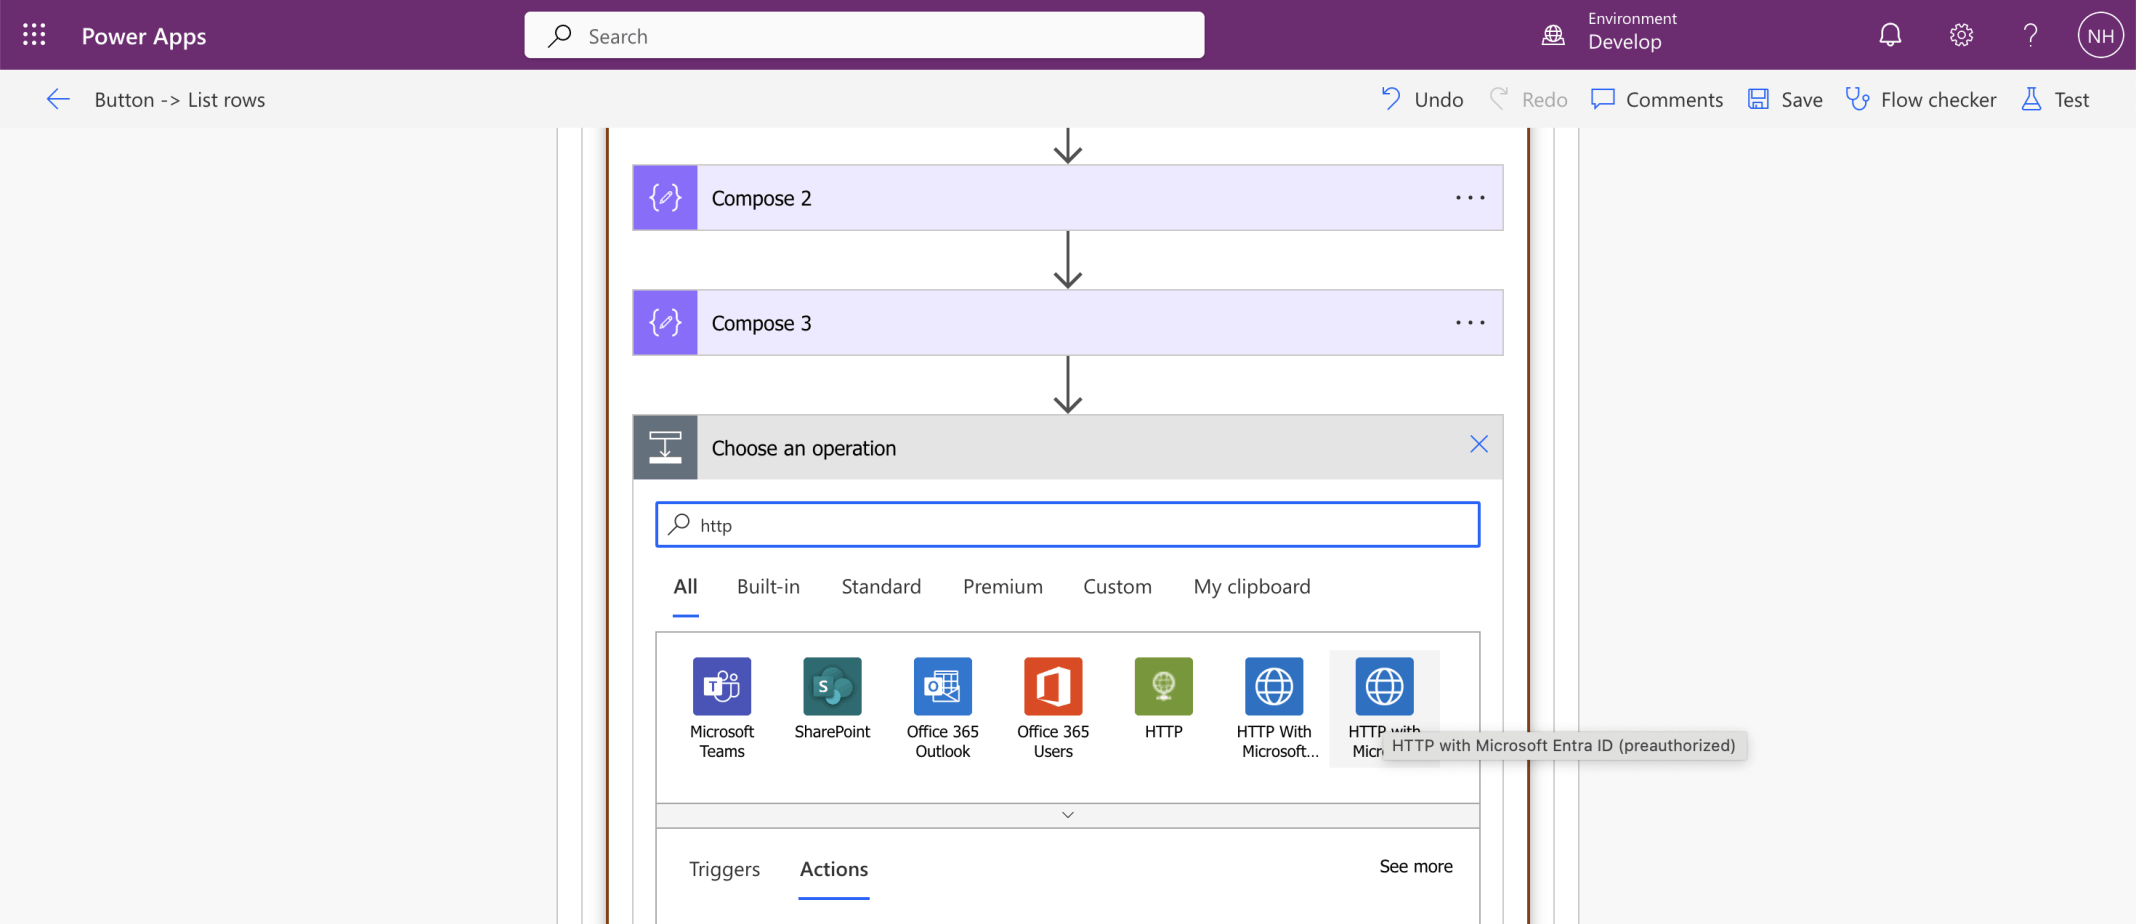 Power Apps
Search
Environment
Develop
NH
Button -> List rows
Undo
Redo
Comments
Save
Flow checker
Test
Compose 2
Compose 3
Choose an operation
http
All
Built-in
Standard
Premium
Custom
My clipboard
Microsoft
Teams
SharePoint
Office 365
Outlook
Office 365
Users
HTTP
HTTP With
Microsoft...
HTTP with
Micr
HTTP with Microsoft Entra ID (preauthorized)
Triggers
Actions
See more